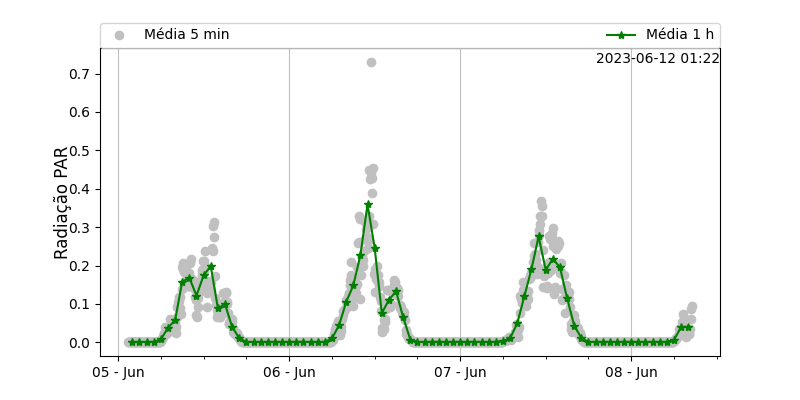 Média 5 min
Média 1 h
2023-06-12 01:22
Radiação PAR
0.7
0.6
0.5
0.4
0.3
0.2
0.1
0.0
05 - Jun
06 - Jun
07 - Jun
08 - Jun